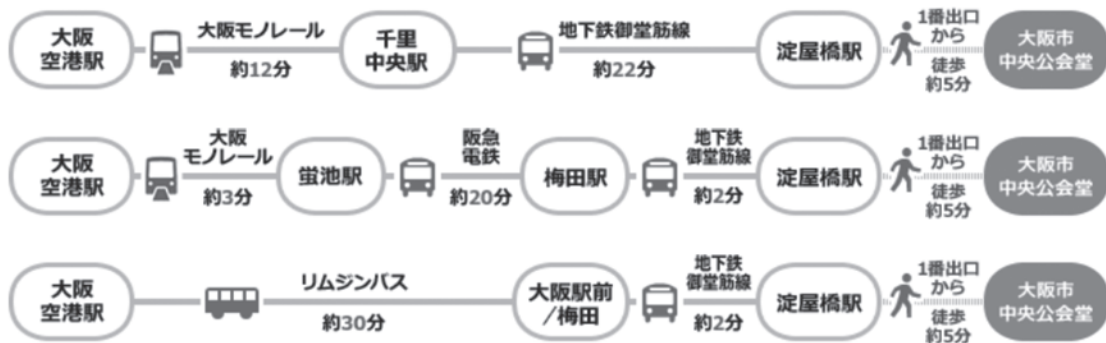 大阪
空港駅
大阪モノレール
約12分
千里
中央駅
地下鉄御堂筋線
約22分
淀屋橋駅
1番出口
から
徒歩
約5分
大阪市
中央公会堂
大阪
空港駅
大阪
モノレール
約3分
蛍池駅
阪急
電鉄
約20分
梅田駅
地下鉄
御堂筋線
約2分
淀屋橋駅
1番出口
から
徒歩
約5分
大阪市
中央公会堂
大阪
空港駅
リムジンバス
約30分
大阪駅前
/梅田
地下鉄
御堂筋線
約2分
淀屋橋駅
1番出口
から
徒歩
約5分
大阪市
中央公会堂